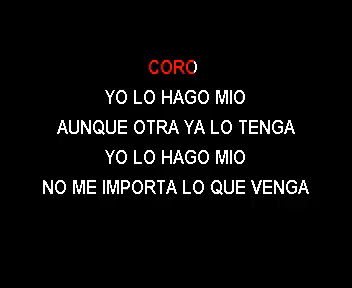 CORO
YO LO HAGO MIO
AUNQUE OTRA YA LO TENGA
YO LO HAGO MIO
NO ME IMPORTA LO QUE VENGA